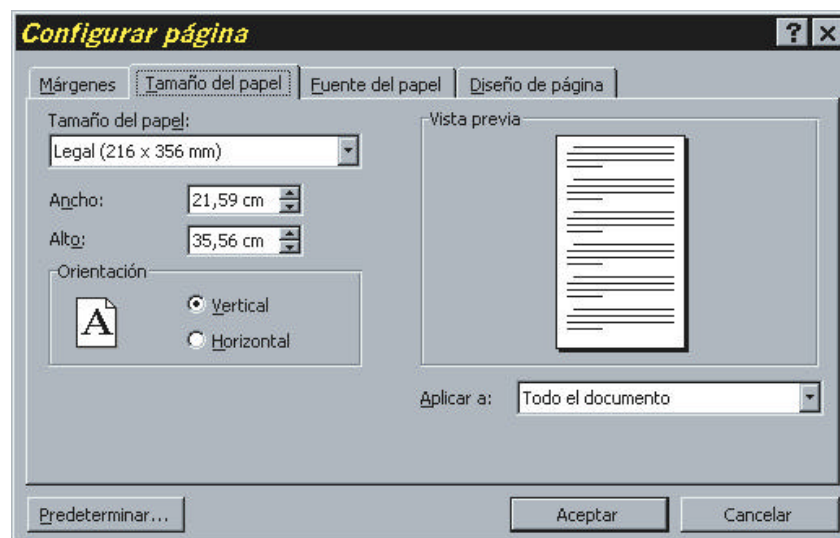 Configurar página
Márgenes
Tamaño del papel
Fuente del papel
Diseño de página
Tamaño del papel:
Legal (216 x 356 mm)
Ancho:
21,59 cm
Alto:
35,56 cm
Orientación
A
Vertical
Horizontal
Vista previa
Aplicar a:
Todo el documento
Predeterminar...
Aceptar
Cancelar